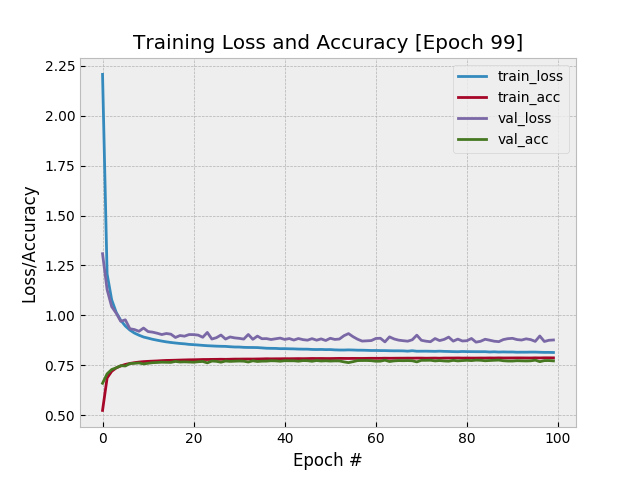 Training Loss and Accuracy [Epoch 99]
2.25
2.00
1.75
1.50
1.25
1.00
0.75
0.50
Loss/Accuracy
train_loss
train_acc
val_loss
val_acc
0 20 40 60 80 100
Epoch #